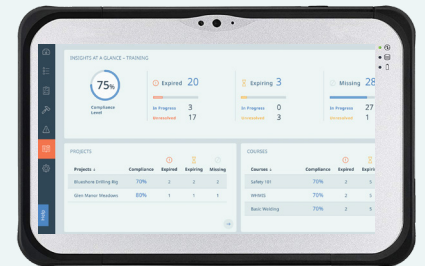 INSIGHTS AT A GLANCE - TRAINING
75%
Compliance Level
Expired 20
In Progress 3
Unresolved 17
Expiring 3
In Progress 0
Unresolved 3
Missing 28
In Progress 27
Unresolved 1
PROJECTS
Projects ↓ Compliance Expired Expiring Missing
Bluestone Drilling Rig 70% 2 2 2
Glen Manor Meadows 80% 1 1 1
COURSES
Courses ↓ Compliance Expired Expiri
Safety 101 70% 2
WHMIS 70% 2
Basic Welding 70% 2
Help